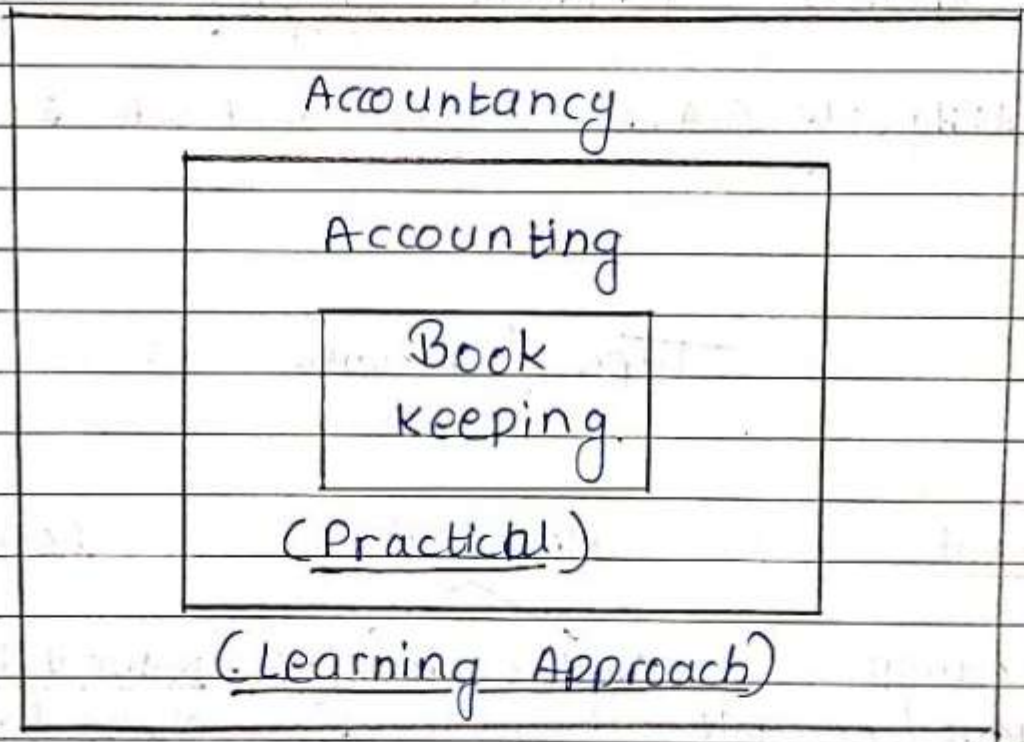 Accountancy.
Accounting
Book
keeping.
(Practical.)
(Learning Approach)